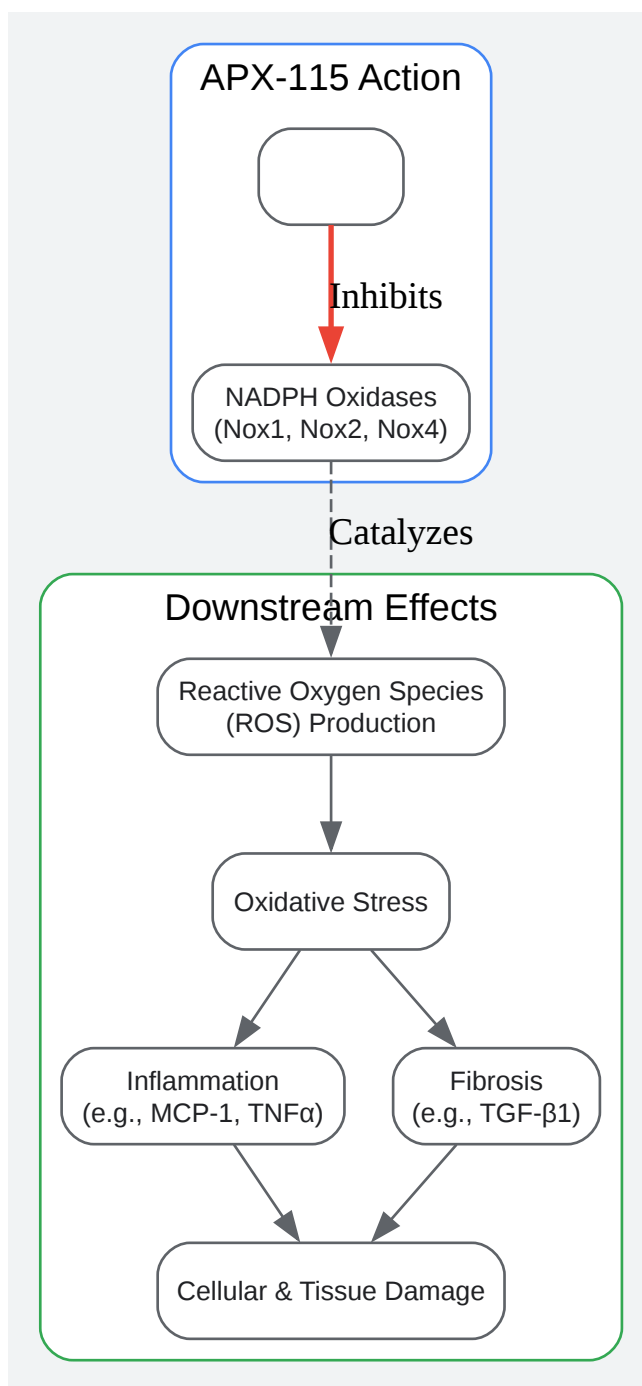 APX-115 Action
Inhibits
NADPH Oxidases
(Nox1, Nox2, Nox4)
Catalyzes
Downstream Effects
Reactive Oxygen Species
(ROS) Production
Oxidative Stress
Inflammation
(e.g., MCP-1, TNFα)
Fibrosis
(e.g., TGF-β1)
Cellular & Tissue Damage